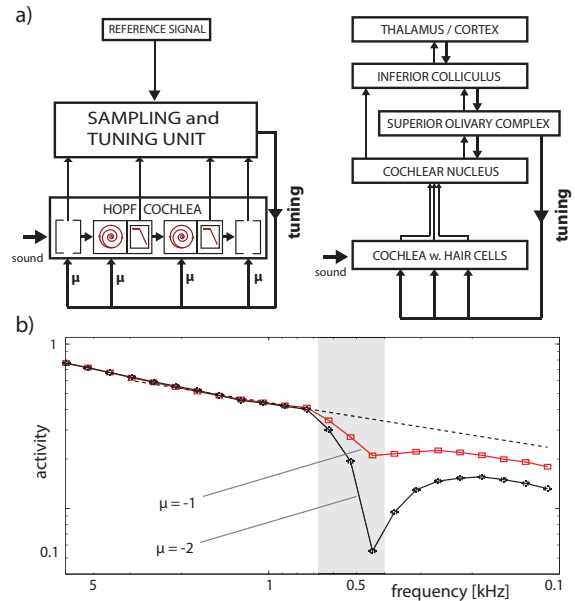 a)
REFERENCE SIGNAL
SAMPLING and
TUNING UNIT
HOPF COCHLEA
sound
μ μ μ μ
tuning
THALAMUS / CORTEX
INFERIOR COLLICULUS
SUPERIOR OLIVARY COMPLEX
COCHLEAR NUCLEUS
COCHLEA w. HAIR CELLS
sound
tuning
b)
1
activity
0.1
μ = -1
μ = -2
5 1 0.5 0.1
frequency [kHz]